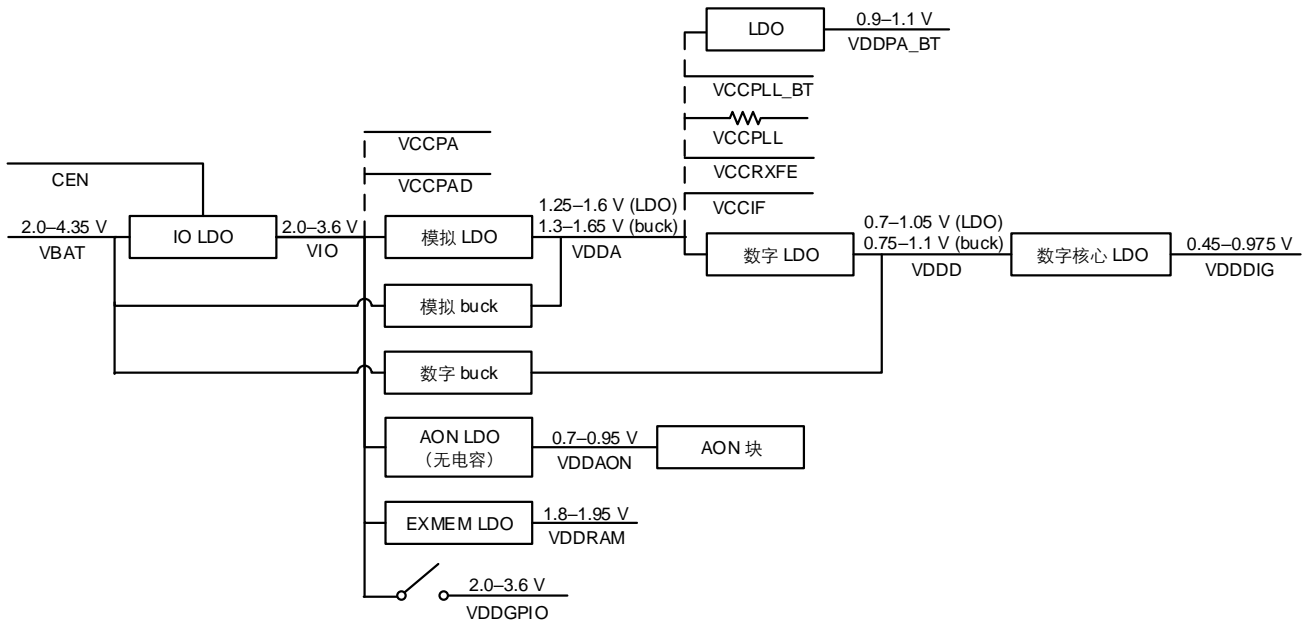 LDO
0.9–1.1 V
VDDPA_BT
VCCPLL_BT
VCCPLL
VCCRXFE
VCCIF
VCCPA
VCCPAD
CEN
2.0–4.35 V
VBAT
IO LDO
2.0–3.6 V
VIO
模拟 LDO
1.25–1.6 V (LDO)
1.3–1.65 V (buck)
VDDA
数字 LDO
0.7–1.05 V (LDO)
0.75–1.1 V (buck)
VDDD
数字核心 LDO
0.45–0.975 V
VDDDIG
模拟 buck
数字 buck
AON LDO
（无电容）
0.7–0.95 V
VDDAON
AON 块
EXMEM LDO
1.8–1.95 V
VDDRAM
2.0–3.6 V
VDDGPIO